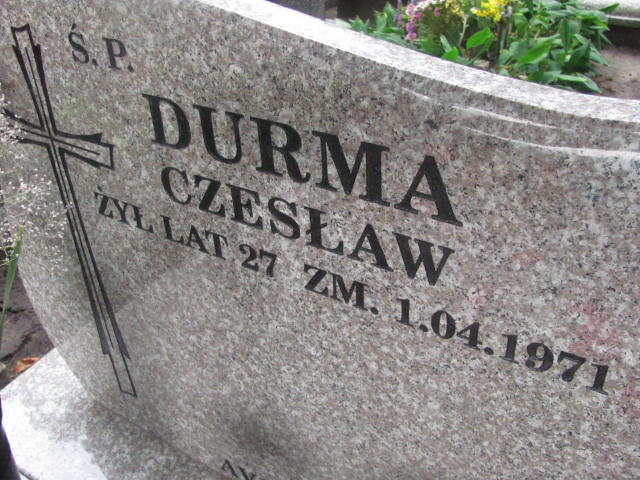 Ś.P.
DURMA
CZESŁAW
ŻYŁ LAT 27 ZM. 1.04.1971